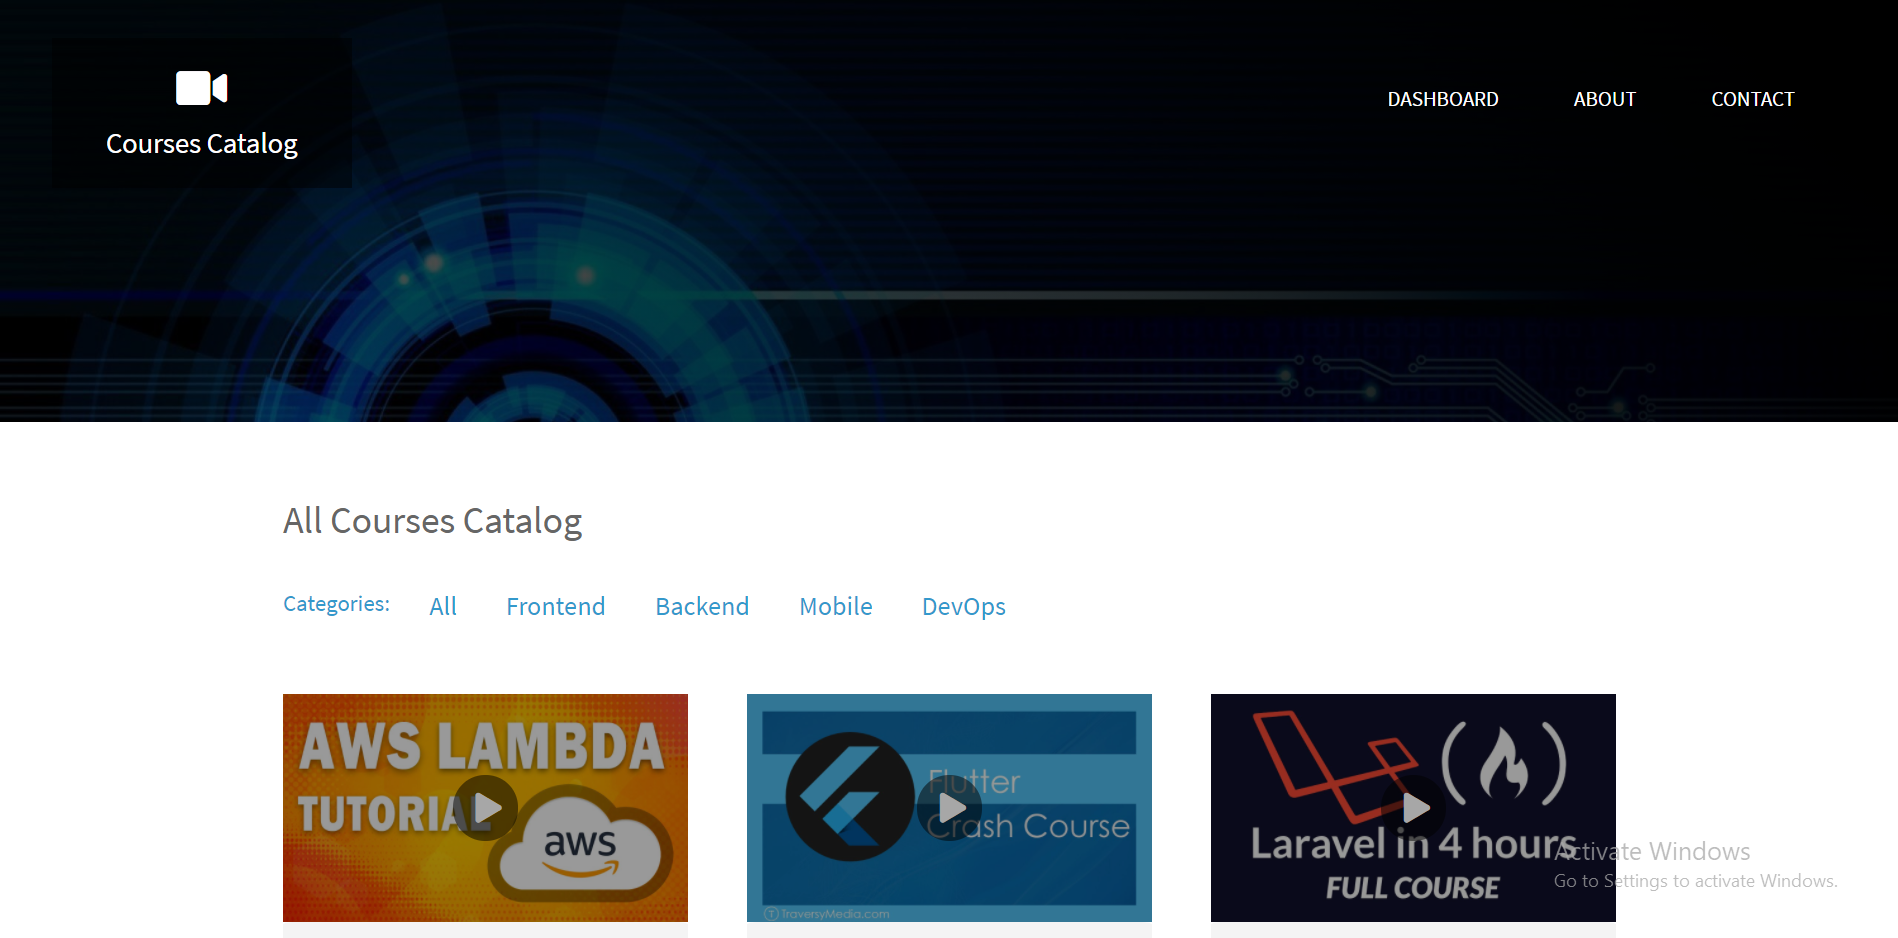 Courses Catalog
DASHBOARD ABOUT CONTACT
All Courses Catalog
Categories: All Frontend Backend Mobile DevOps
AWS LAMBDA
TUTORIAL
aws
Flutter
Crash Course
TraversyMedia.com
Laravel in 4 hours
FULL COURSE
Activate Windows
Go to Settings to activate Windows.